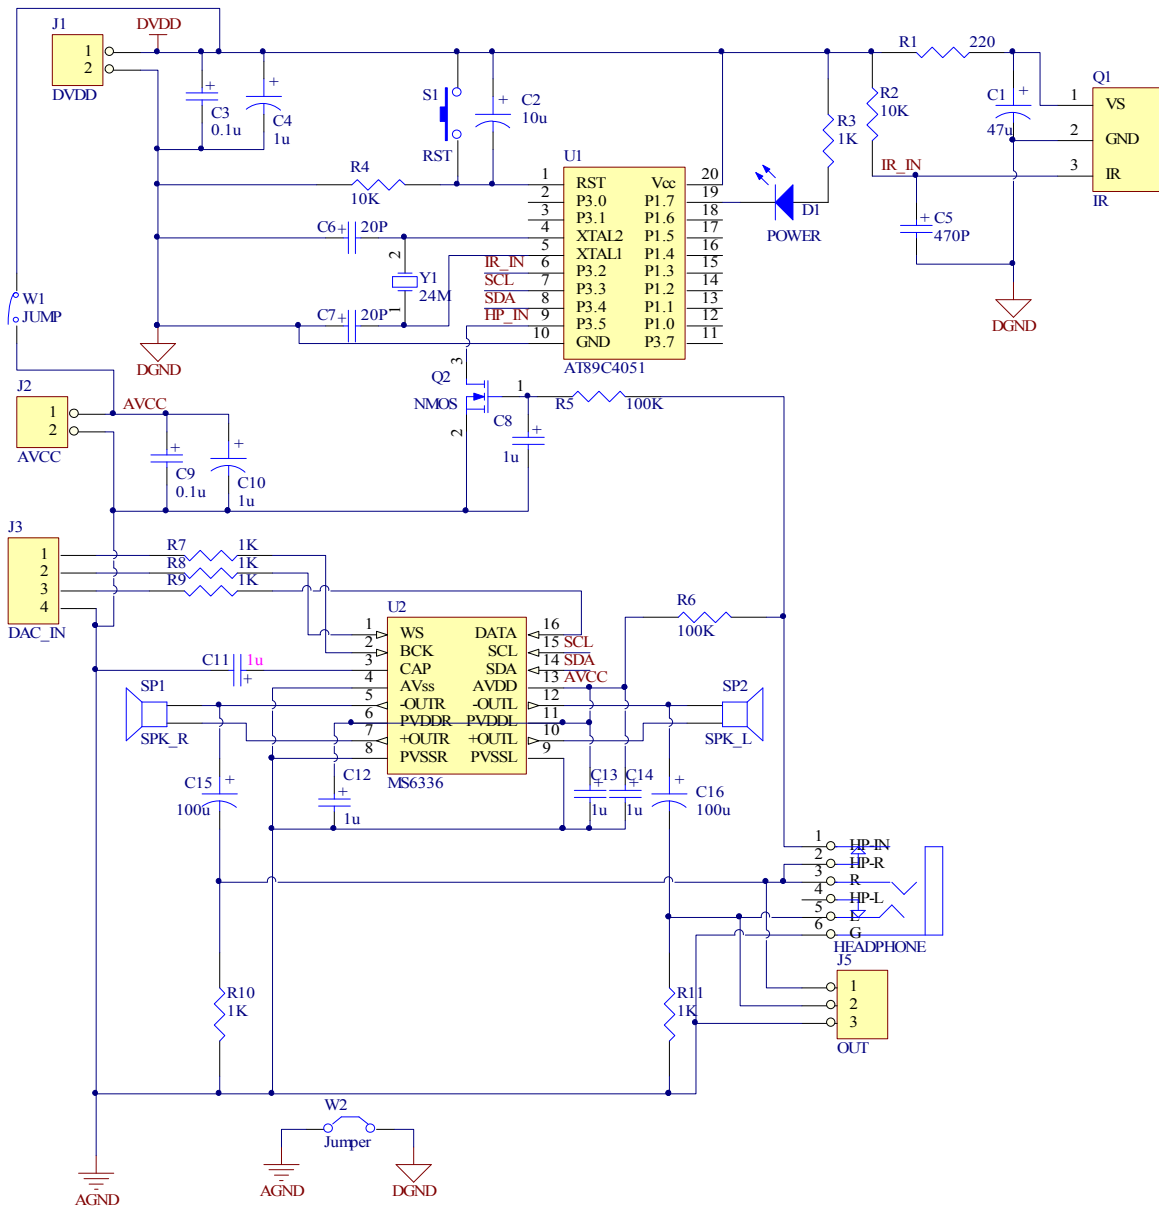 J1
DVDD
1
2
DVDD
C3
0.1u
C4
1u
S1
RST
C2
10u
R1
220
R2
10K
R3
1K
C1
47u
Q1
1
VS
2
GND
3
IR
IR
IR_IN
C5
470P
DGND
D1
POWER
R4
10K
C6
20P
2
Y1
24M
1
C7
20P
DGND
IR_IN
SCL
SDA
HP_IN
U1
1
RST
Vcc
20
2
P3.0
P1.7
19
3
P3.1
P1.6
18
4
XTAL2
P1.5
17
5
XTAL1
P1.4
16
6
P3.2
P1.3
15
7
P3.3
P1.2
14
8
P3.4
P1.1
13
9
P3.5
P1.0
12
10
GND
P3.7
11
AT89C4051
W1
JUMP
J2
AVCC
1
2
AVCC
C9
0.1u
C10
1u
3
Q2
NMOS
1
2
R5
100K
C8
1u
J3
1
2
3
4
DAC_IN
R7
1K
R8
1K
R9
1K
R6
100K
C11
1u
U2
1
WS
DATA
16
2
BCK
SCL
15
SCL
3
CAP
SDA
14
SDA
4
AVss
AVDD
13
AVCC
5
-OUTR
-OUTL
12
6
PVDDR
PVDDL
11
7
+OUTR
+OUTL
10
8
PVSSR
PVSSL
9
MS6336
SP1
SPK_R
SP2
SPK_L
C15
100u
C12
1u
C13
1u
C14
1u
C16
100u
1
HP-IN
2
HP-R
3
R
4
HP-L
5
L
6
G
HEADPHONE
J5
1
2
3
OUT
R10
1K
R11
1K
W2
Jumper
AGND
AGND
DGND